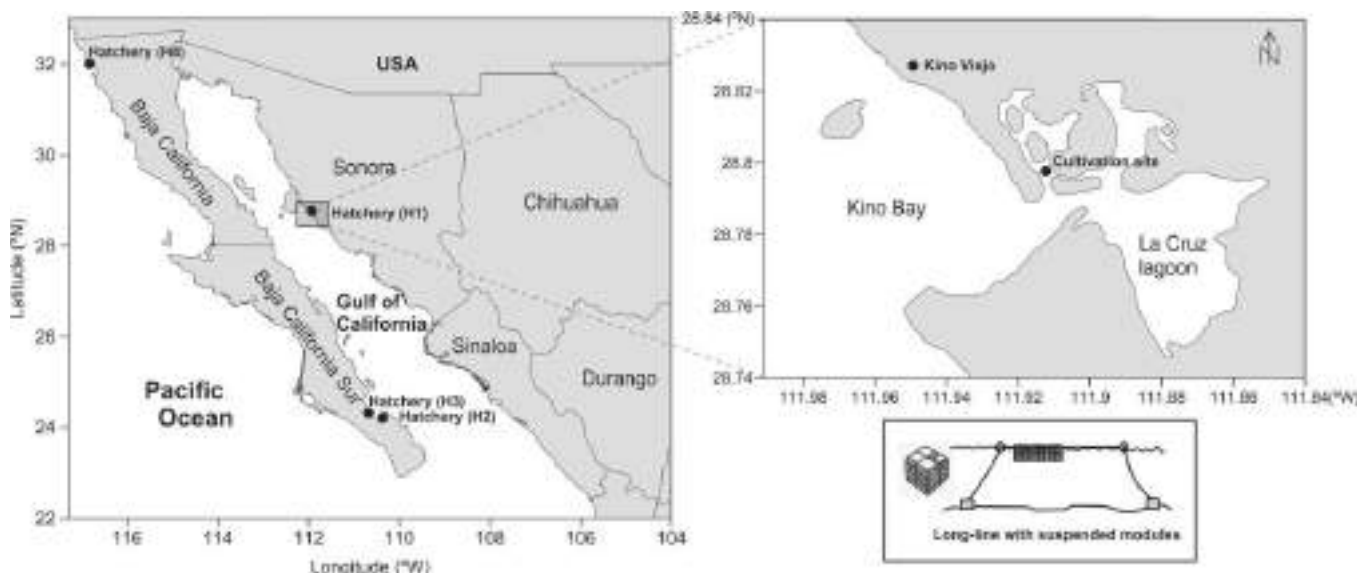 32
30
28
26
24
22
Latitude (ºN)
116
114
112
110
108
106
104
Longitude (ºW)
USA
Baja California
Sonora
Hatchery (H1)
Chihuahua
Baja California Sur
Gulf of
California
Sinaloa
Durango
Pacific
Ocean
Hatchery (H3)
Hatchery (H2)
28.84 (ºN)
28.82
28.8
28.78
28.76
28.74
N
Kino Viejo
Cultivation site
Kino Bay
La Cruz
lagoon
111.98
111.96
111.94
111.92
111.9
111.88
111.86
111.84(ºW)
Long-line with suspended modules